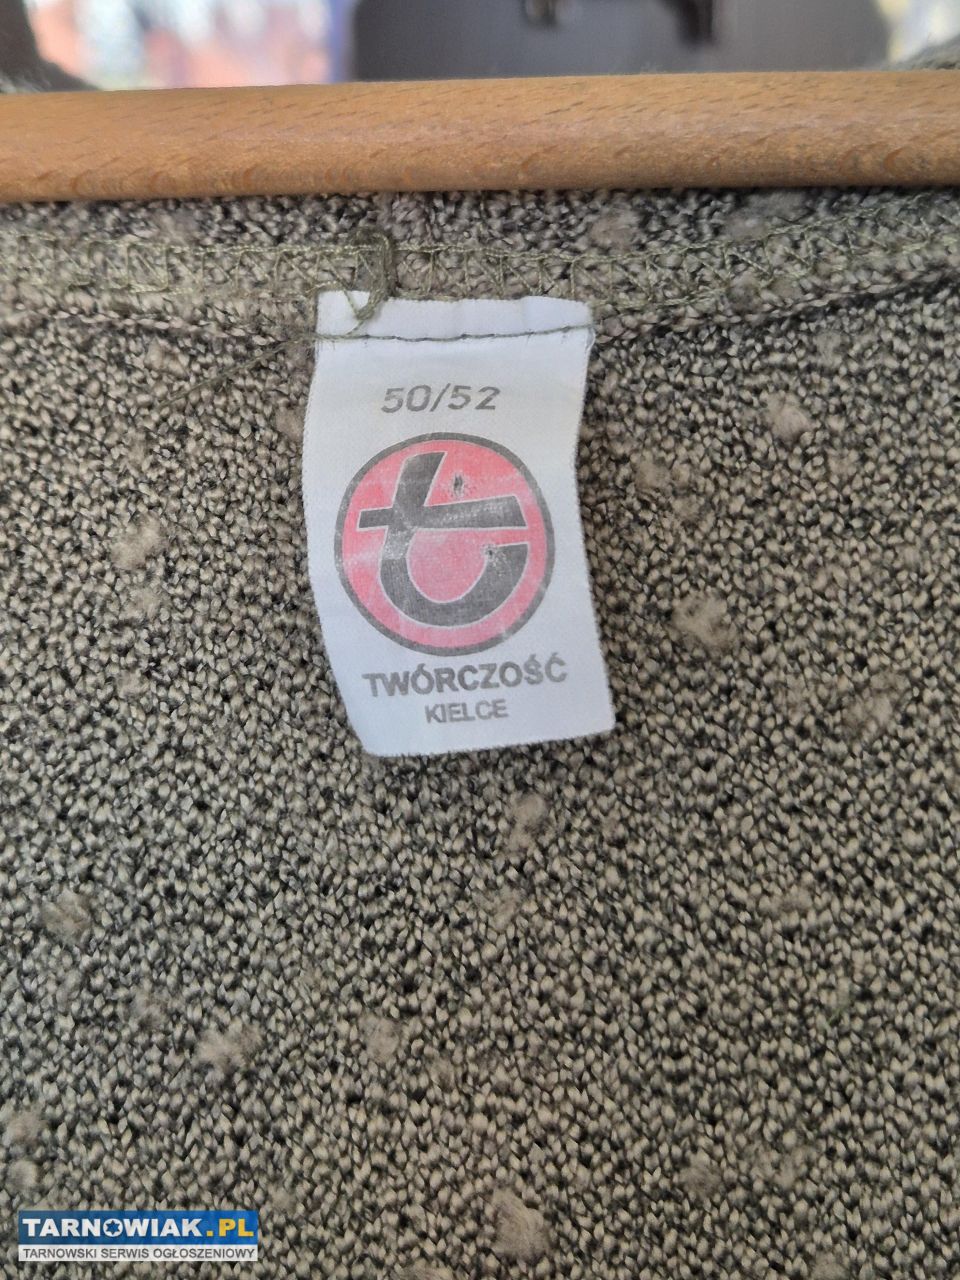 50/52
t
TWÓRCZOŚĆ
KIELCE
TARNOWIAK.PL
TARNOWSKI SERWIS OGŁOSZENIOWY